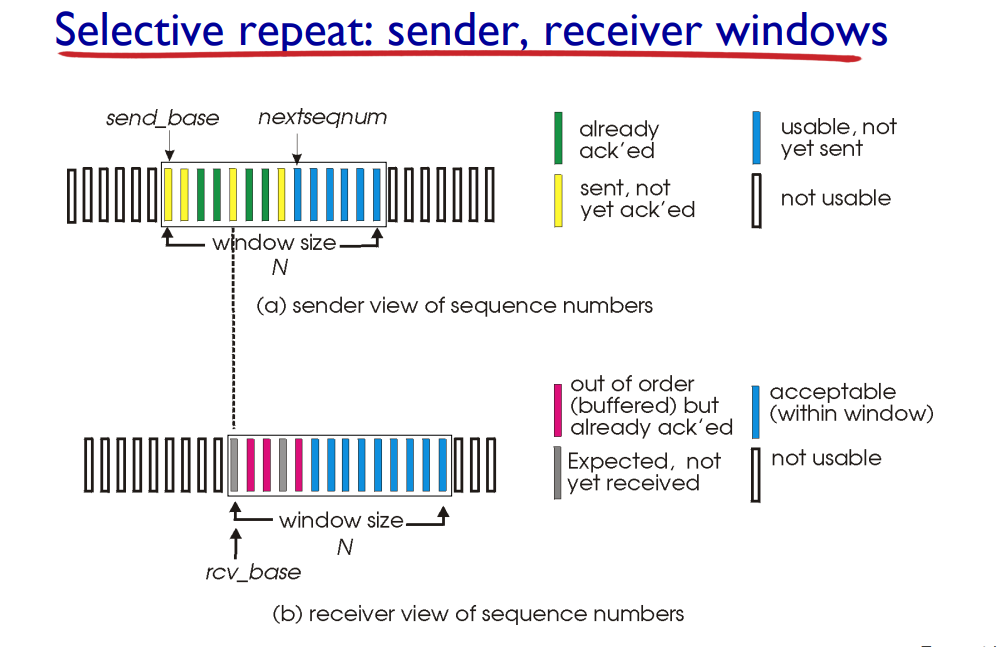 Selective repeat: sender, receiver windows
send_base
nextseqnum
already
ack'ed
usable, not
yet sent
sent, not
yet ack'ed
not usable
window size
N
(a) sender view of sequence numbers
out of order
(buffered) but
already ack'ed
acceptable
(within window)
Expected, not
yet received
not usable
window size
N
rcv_base
(b) receiver view of sequence numbers